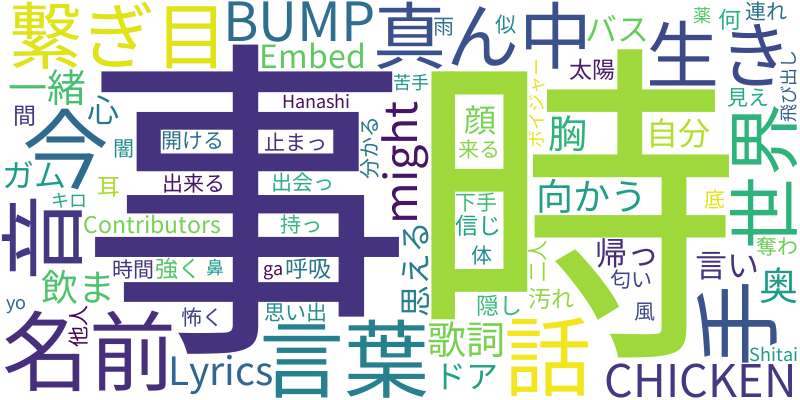 繋ぎ目 BUMP 真ん中 生き バス 雨 似 薬 何 連れ
Embed 太陽 見え 飛び出し
一緒 苦手 ボイジャー
間 心 Hanashi 顔 胸 自分 世界
今 闇 開ける 止まっ 分かる might 来る
ガム 耳 出来る 出会っ 下手 向かう 底
音 キロ Contributors 持っ 信じ 二人 奪わ
時間 強く 鼻 ga 呼吸 体 帰っ 言い 奥
飲ま 思える 匂い
事 時
yo 怖く 思い出 隠し 汚れ 風 手
名前 他人 言葉 歌詞 話 Shitai
Lyrics ドア CHICKEN